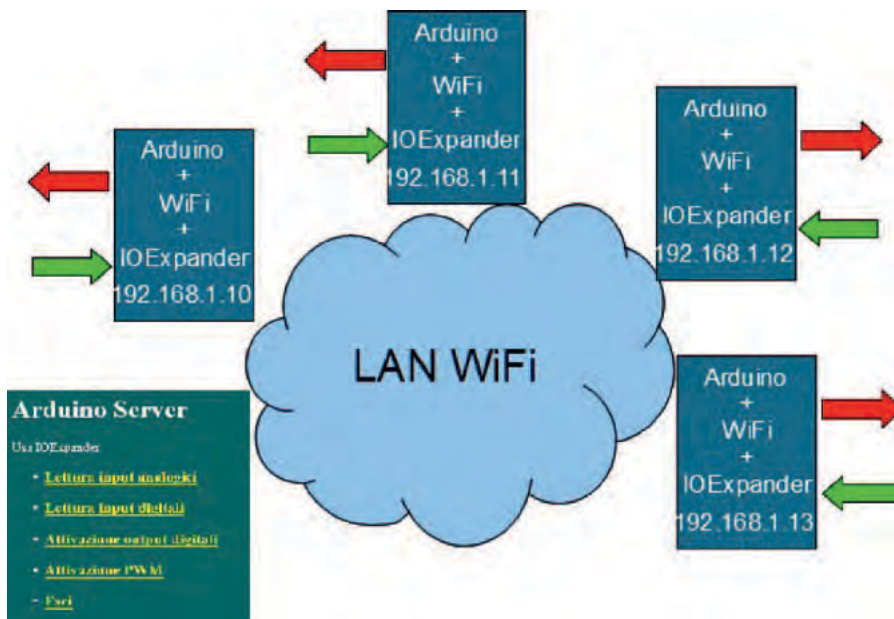 Arduino
+
WiFi
+
IOExpander
192.168.1.11
Arduino
+
WiFi
+
IOExpander
192.168.1.10
Arduino
+
WiFi
+
IOExpander
192.168.1.12
LAN WiFi
Arduino
+
WiFi
+
IOExpander
192.168.1.13
Arduino Server
Usa IOExpander
• Lettura input analogici
• Lettura input digitali
• Attivazione output digitali
• Attivazione PWM
• Esci